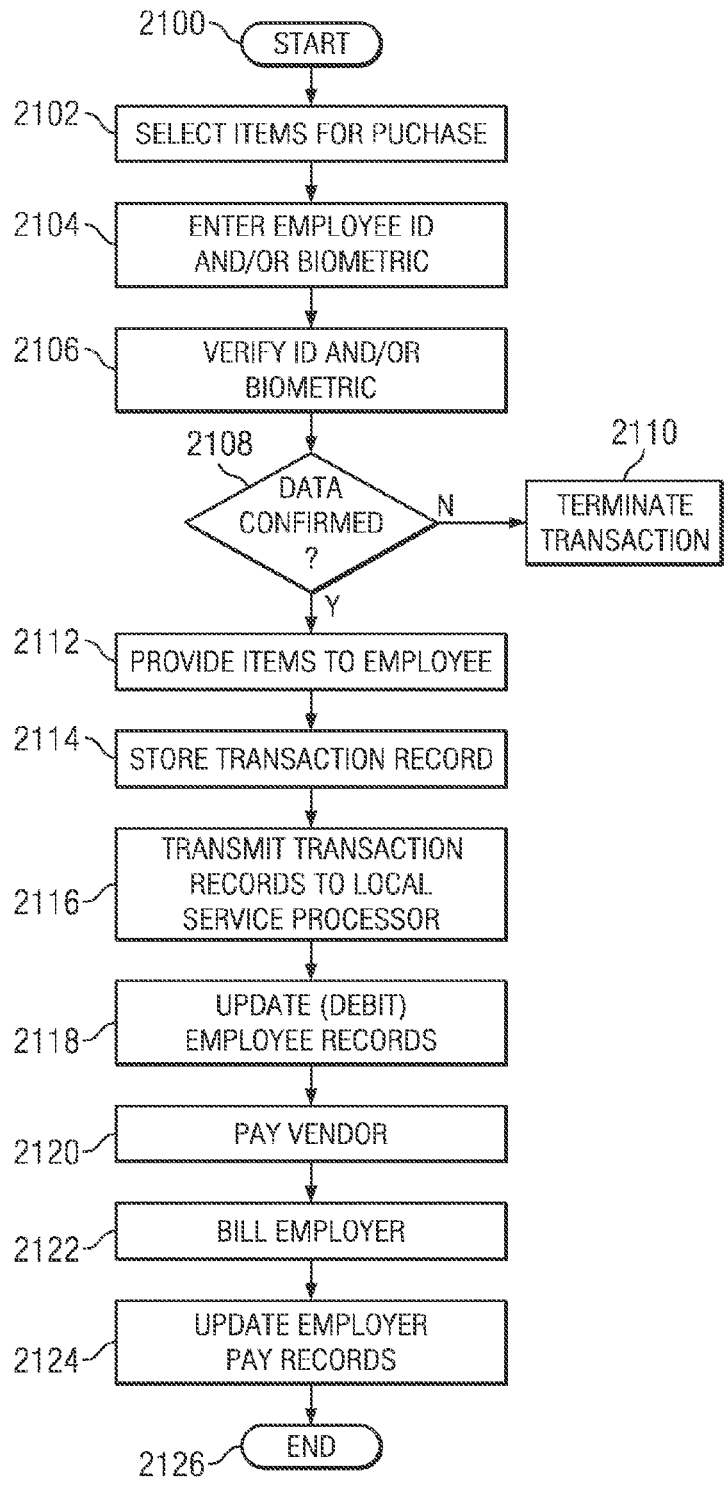 2100
START
2102
SELECT ITEMS FOR PUCHASE
2104
ENTER EMPLOYEE ID
AND/OR BIOMETRIC
2106
VERIFY ID AND/OR
BIOMETRIC
2108
DATA
CONFIRMED
?
N
2110
TERMINATE
TRANSACTION
Y
2112
PROVIDE ITEMS TO EMPLOYEE
2114
STORE TRANSACTION RECORD
2116
TRANSMIT TRANSACTION
RECORDS TO LOCAL
SERVICE PROCESSOR
2118
UPDATE (DEBIT)
EMPLOYEE RECORDS
2120
PAY VENDOR
2122
BILL EMPLOYER
2124
UPDATE EMPLOYER
PAY RECORDS
END
2126